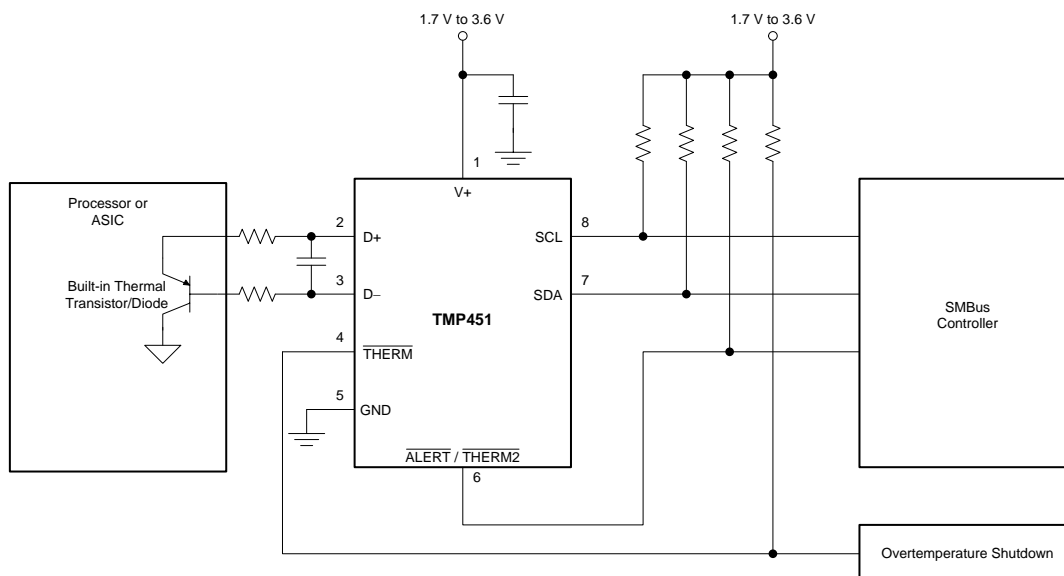 1.7 V to 3.6 V
1.7 V to 3.6 V
1
V+
Processor or
ASIC
Built-in Thermal
Transistor/Diode
2
D+
3
D−
4
THERM
5
GND
TMP451
ALERT / THERM2
6
8
SCL
7
SDA
SMBus
Controller
Overtemperature Shutdown